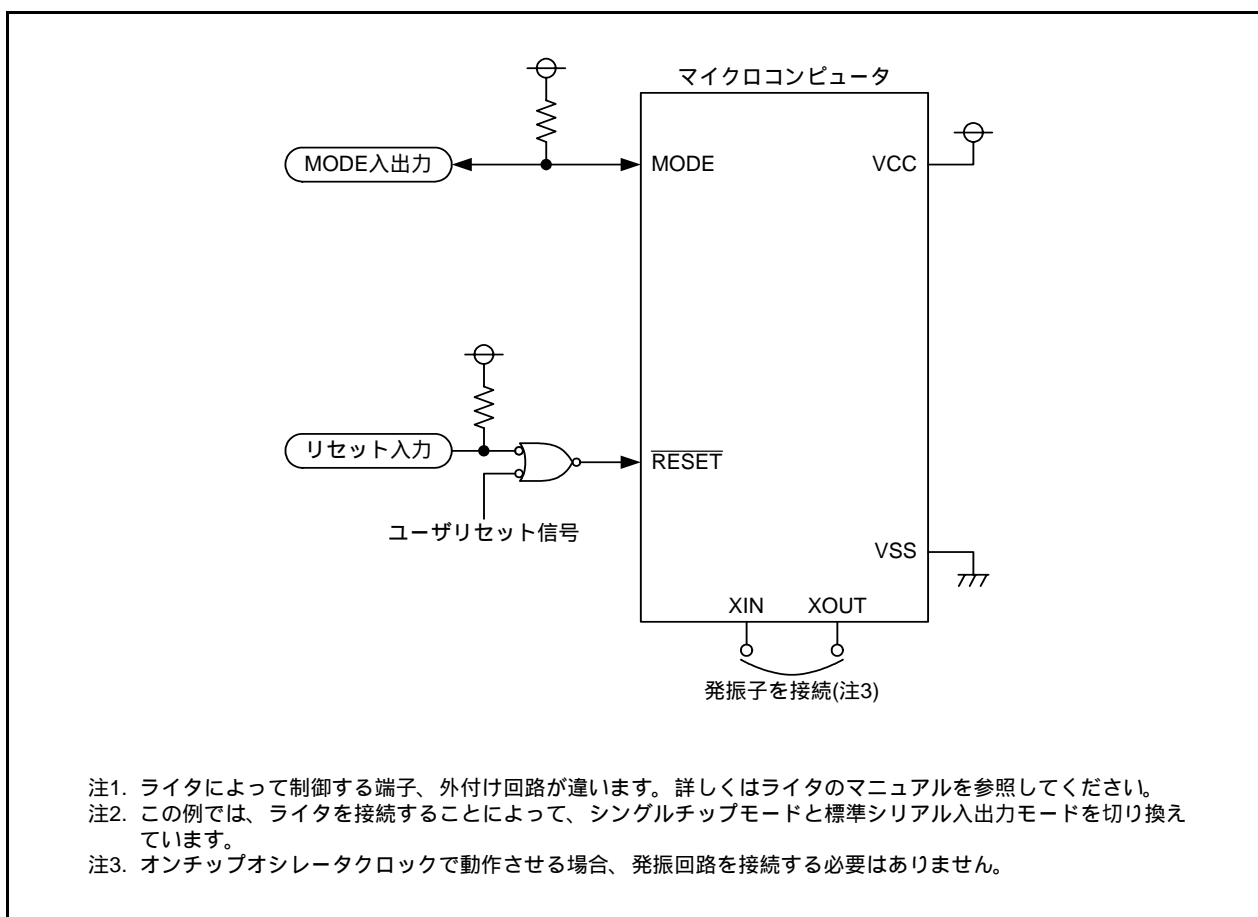 マイクロコンピュータ
MODE入出力
MODE
VCC
リセット入力
RESET
ユーザリセット信号
VSS
XIN XOUT
発振子を接続(注3)
注1. ライタによって制御する端子、外付け回路が違います。詳しくはライタのマニュアルを参照してください。
注2. この例では、ライタを接続することによって、シングルチップモードと標準シリアル入出力モードを切り換え
ています。
注3. オンチップオシレータクロックで動作させる場合、発振回路を接続する必要はありません。